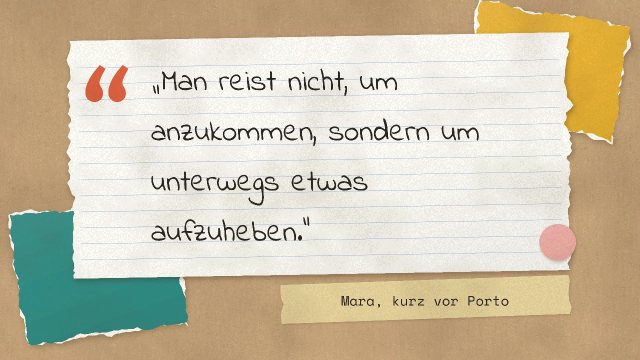 „Man reist nicht, um
anzukommen, sondern um
unterwegs etwas
aufzuheben."
Mara, kurz vor Porto